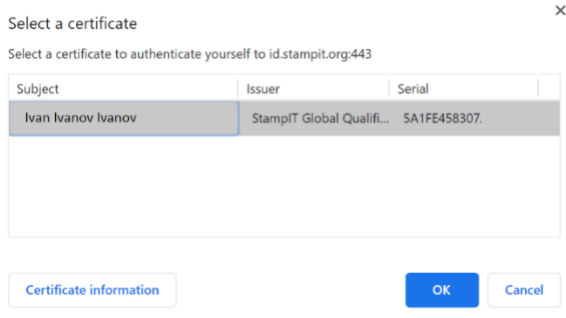 Select a certificate
Select a certificate to authenticate yourself to id.stampit.org:443
Subject Issuer Serial
Ivan Ivanov Ivanov StampIT Global Qualifi... 5A1FE458307.
Certificate information OK Cancel